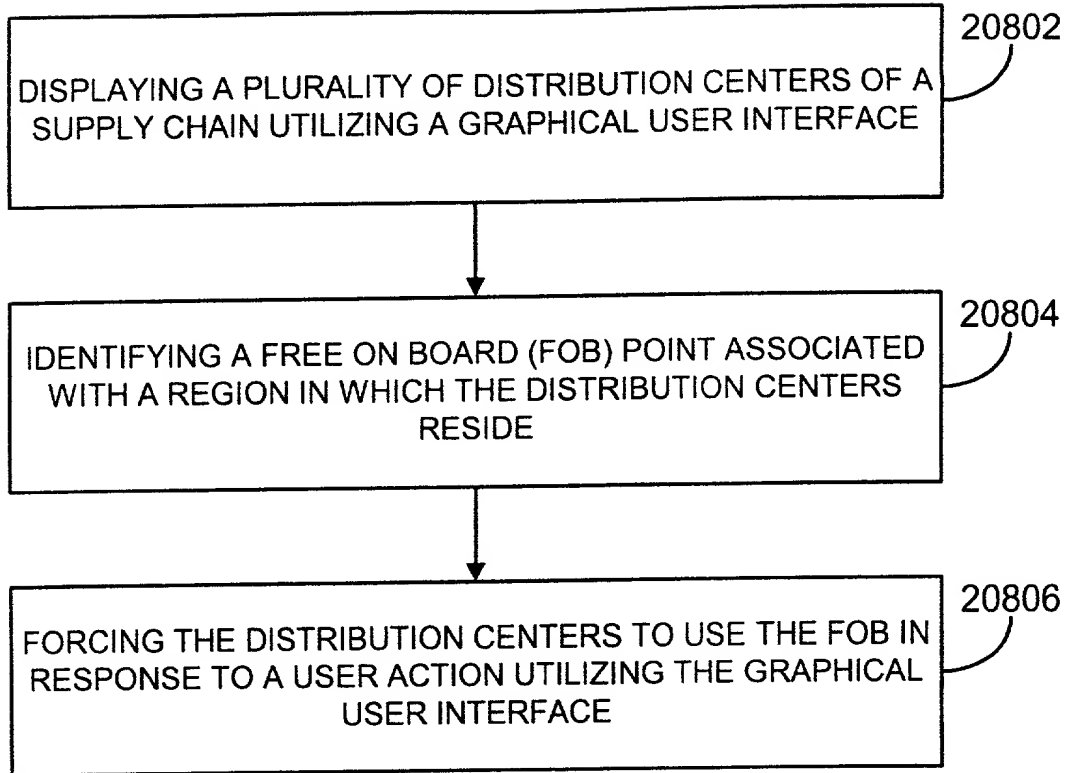 20802
DISPLAYING A PLURALITY OF DISTRIBUTION CENTERS OF A
SUPPLY CHAIN UTILIZING A GRAPHICAL USER INTERFACE
20804
IDENTIFYING A FREE ON BOARD (FOB) POINT ASSOCIATED
WITH A REGION IN WHICH THE DISTRIBUTION CENTERS
RESIDE
20806
FORCING THE DISTRIBUTION CENTERS TO USE THE FOB IN
RESPONSE TO A USER ACTION UTILIZING THE GRAPHICAL
USER INTERFACE